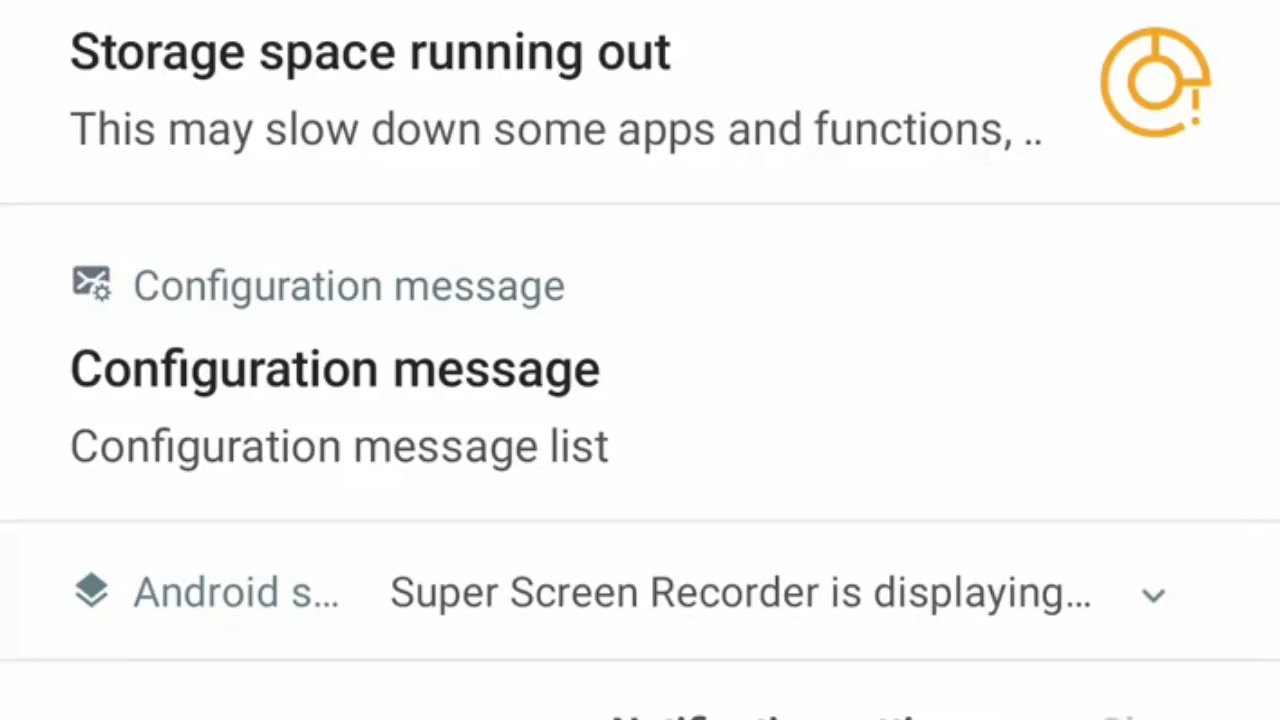 Storage space running out
This may slow down some apps and functions, ..
Configuration message
Configuration message
Configuration message list
Android s... Super Screen Recorder is displaying...